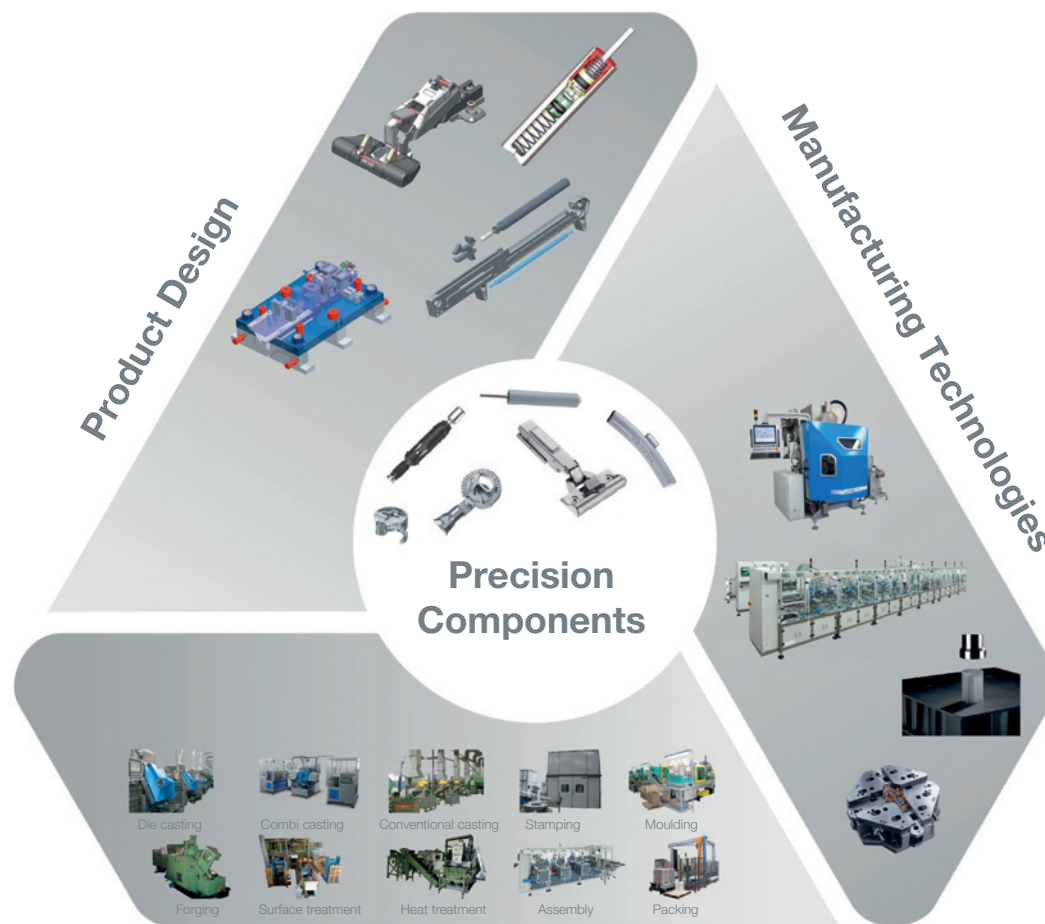 Product Design
Manufacturing Technologies
Precision
Components
Die casting
Combi casting
Conventional casting
Stamping
Moulding
Forging
Surface treatment
Heat treatment
Assembly
Packing